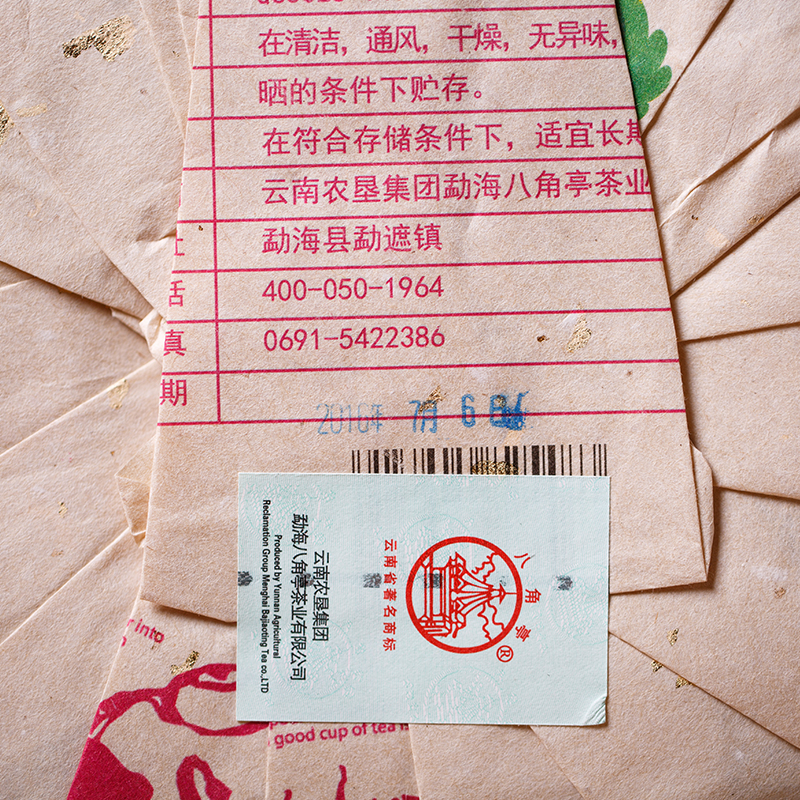 在清洁，通风，干燥，无异味，
晒的条件下贮存。
在符合存储条件下，适宜长期
云南农垦集团勐海八角亭茶业
勐海县勐遮镇
话 400-050-1964
真 0691-5422386
期
2016年 7月 6日
八角亭®
云南省著名商标
云南农垦集团
勐海八角亭茶业有限公司
Produced by Yunnan Agricultural
Reclamation Group Menghai Bajiaoting Tea co.,LTD
into
good cup of tea